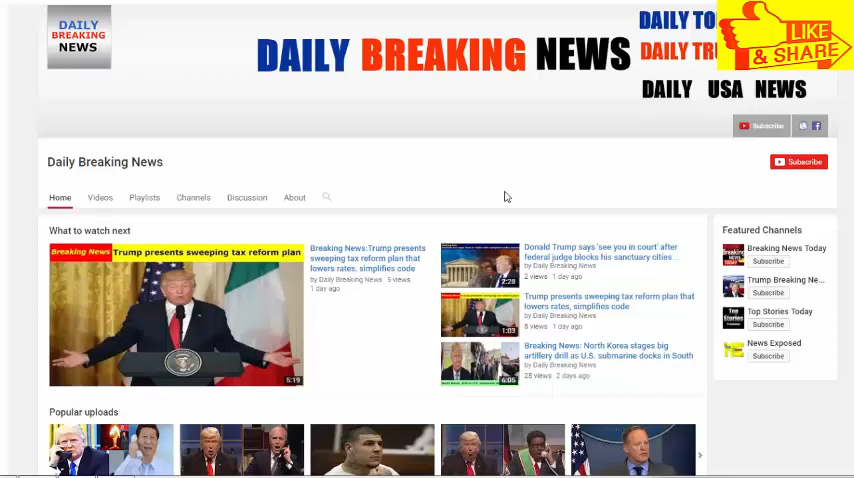 DAILY
BREAKING
NEWS
DAILY BREAKING NEWS
DAILY
DAILY
DAILY USA NEWS
LIKE
& SHARE
Subscribe
Daily Breaking News
Subscribe
Home Videos Playlists Channels Discussion About
What to watch next
Breaking News Trump presents sweeping tax reform plan
5:19
Breaking News:Trump presents
sweeping tax reform plan that
lowers rates, simplifies code
by Daily Breaking News 5 views
1 day ago
2:28
Donald Trump says 'see you in court' after
federal judge blocks his sanctuary cities...
by Daily Breaking News
2 views 1 day ago
1:03
Trump presents sweeping tax reform plan that
lowers rates, simplifies code
by Daily Breaking News
6 views 1 day ago
6:05
Breaking News: North Korea stages big
artillery drill as U.S. submarine docks in South
by Daily Breaking News
28 views 2 days ago
Featured Channels
Breaking News Today
Subscribe
Trump Breaking Ne...
Subscribe
Top Stories Today
Subscribe
News Exposed
Subscribe
Popular uploads